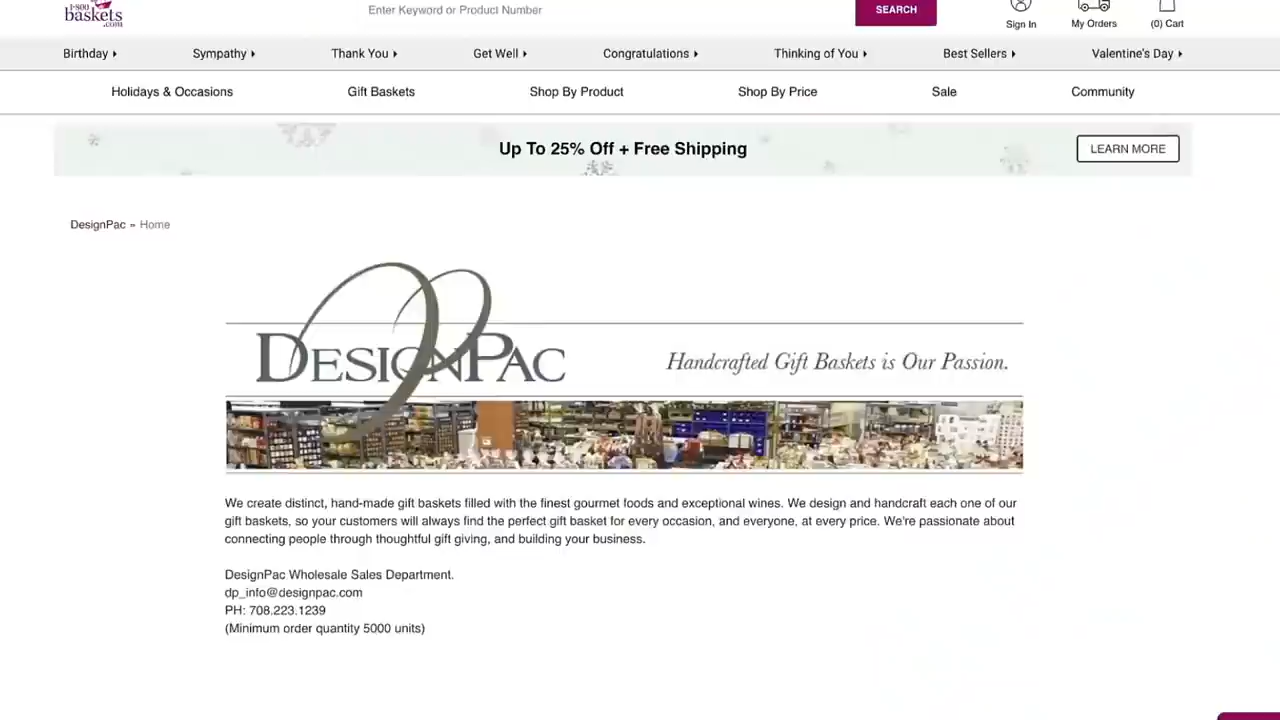 1-800
baskets
.com
Enter Keyword or Product Number
SEARCH
Sign In
My Orders
(0) Cart
Birthday
Sympathy
Thank You
Get Well
Congratulations
Thinking of You
Best Sellers
Valentine's Day
Holidays & Occasions
Gift Baskets
Shop By Product
Shop By Price
Sale
Community
Up To 25% Off + Free Shipping
LEARN MORE
DesignPac - Home
DESIGNPAC
Handcrafted Gift Baskets is Our Passion.
We create distinct, hand-made gift baskets filled with the finest gourmet foods and exceptional wines. We design and handcraft each one of our
gift baskets, so your customers will always find the perfect gift basket for every occasion, and everyone, at every price. We're passionate about
connecting people through thoughtful gift giving, and building your business.
DesignPac Wholesale Sales Department.
dp_info@designpac.com
PH: 708.223.1239
(Minimum order quantity 5000 units)